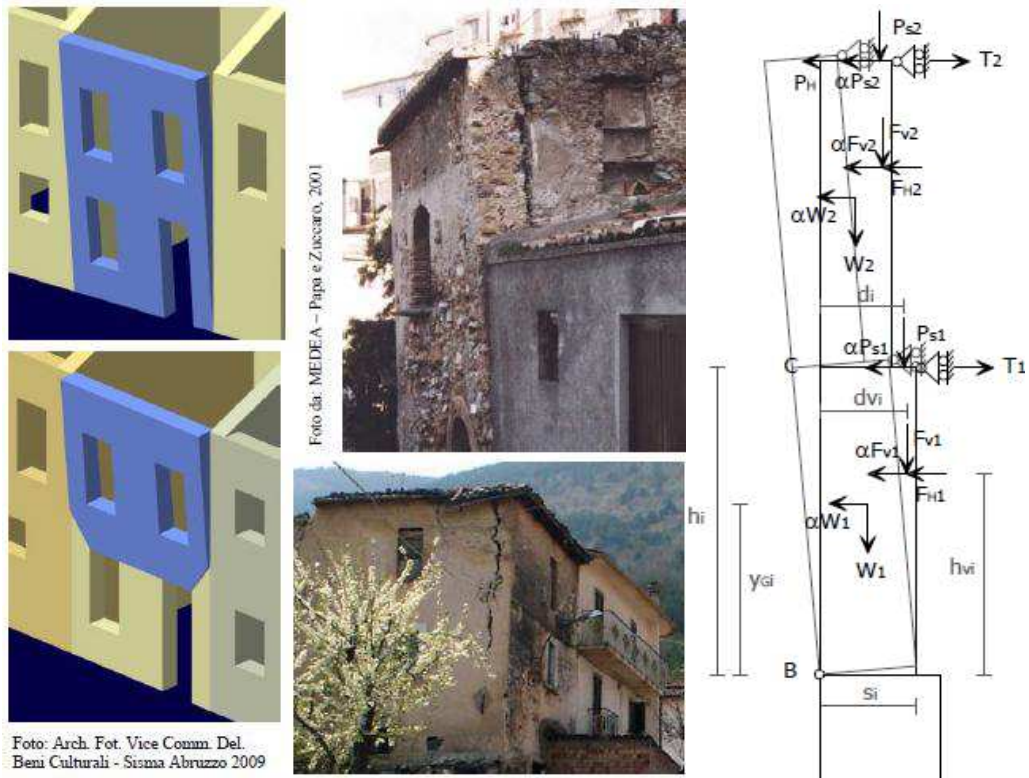 Foto da: MEDEA – Papa e Zuccaro, 2001
Foto: Arch. Fot. Vice Comm. Del.
Beni Culturali - Sisma Abruzzo 2009
Ps2
T2
PH
αPs2
Fv2
αFv2
FH2
αW2
W2
di
Ps1
αPs1
C
T1
dvi
Fv1
αFv1
FH1
hi
αW1
W1
yGi
hvi
B
si